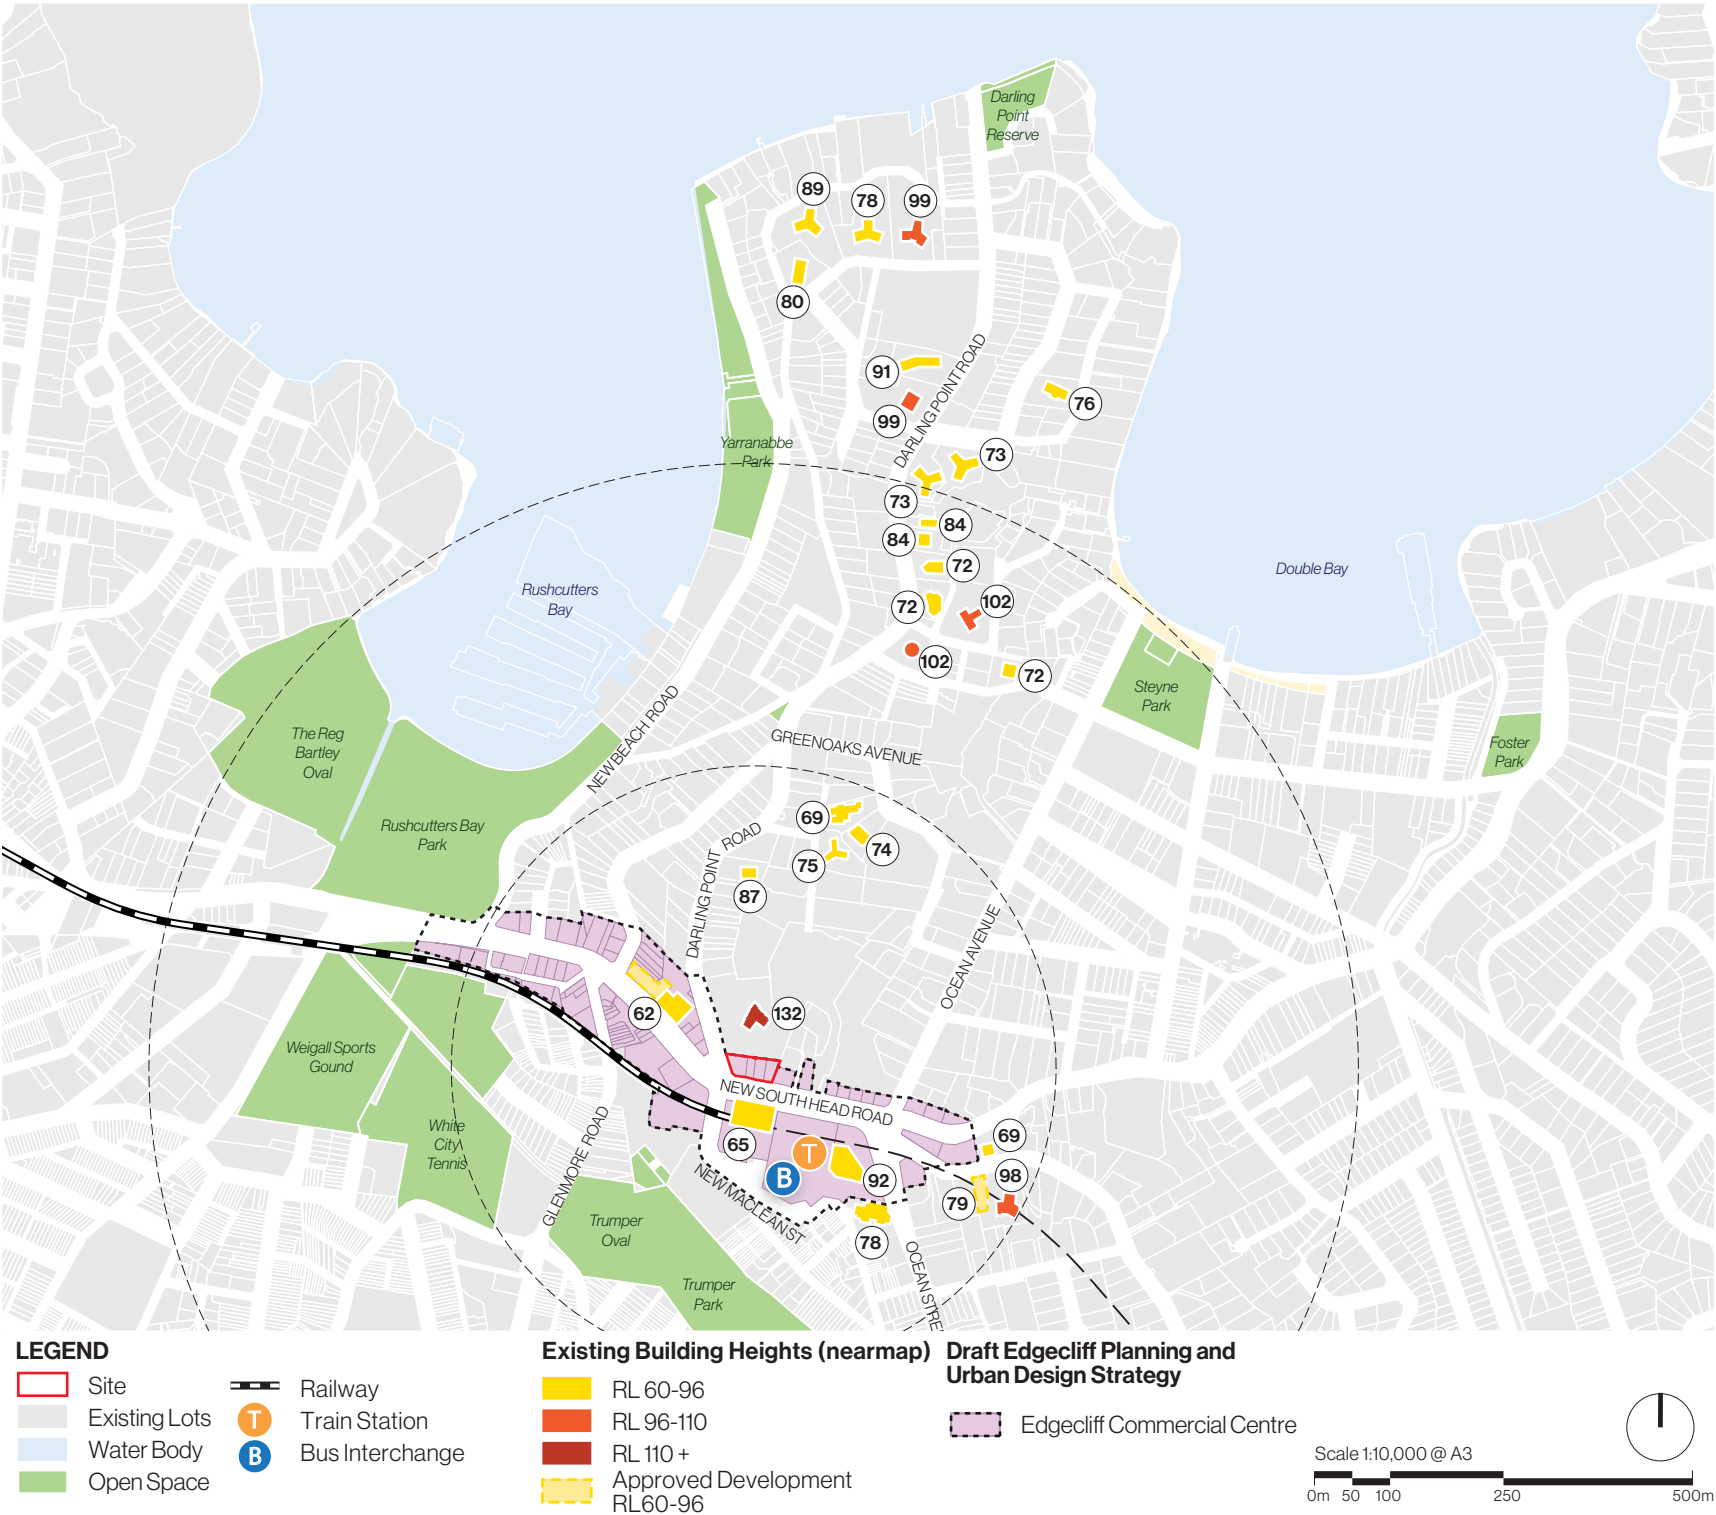 Darling
Point
Reserve
89
78
99
80
91
99
76
DARLING POINT ROAD
Yarranabbe
Park
73
73
84
84
72
72
102
102
72
Rushcutters
Bay
Double Bay
Steyne
Park
Foster
Park
The Reg
Bartley
Oval
NEW BEACH ROAD
GREENOAKS AVENUE
Rushcutters Bay
Park
69
74
75
87
DARLING POINT ROAD
OCEAN AVENUE
62
132
Weigall Sports
Gound
NEW SOUTH HEAD ROAD
White
City
Tennis
GLENMORE ROAD
65
T
B
92
69
98
79
78
NEW MACLEAN ST
OCEAN STRE
Trumper
Oval
Trumper
Park
LEGEND
Site
Existing Lots
Water Body
Open Space
Railway
T Train Station
B Bus Interchange
Existing Building Heights (nearmap)
RL 60-96
RL 96-110
RL 110 +
Approved Development
RL60-96
Draft Edgecliff Planning and
Urban Design Strategy
Edgecliff Commercial Centre
Scale 1:10,000 @ A3
0m 50 100 250 500m